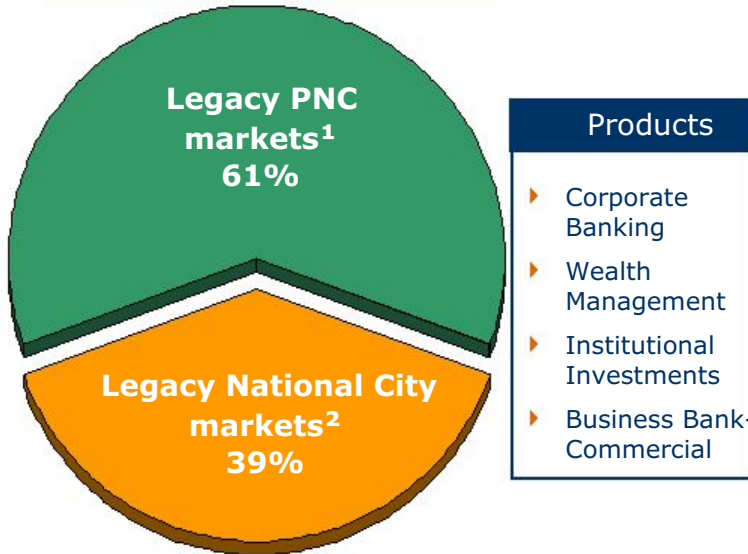 Legacy PNC
markets¹
61%
Legacy National City
markets²
39%
Products
Corporate
Banking
Wealth
Management
Institutional
Investments
Business Bank-
Commercial